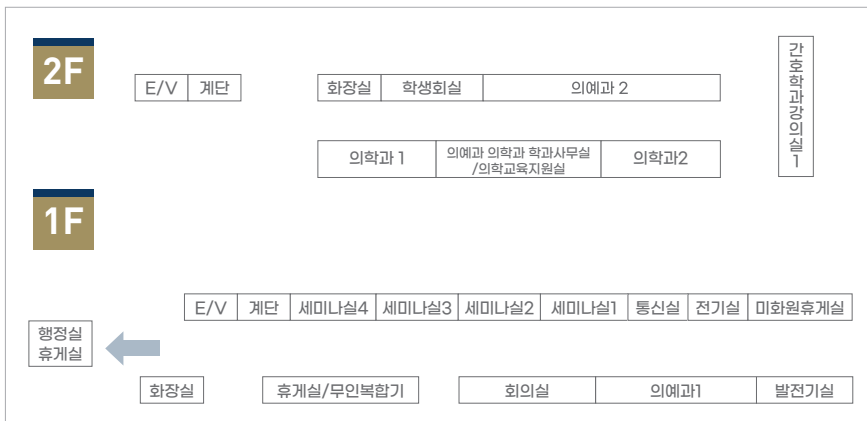 2F
E/V 계단 화장실 학생회실 의예과 2
간호학과강의실1
의학과 1 의예과 의학과 학과사무실 의학과2
/의학교육지원실
1F
E/V 계단 세미나실4 세미나실3 세미나실2 세미나실1 통신실 전기실 미화원휴게실
행정실
휴게실
화장실 휴게실/무인복합기 회의실 의예과1 발전기실